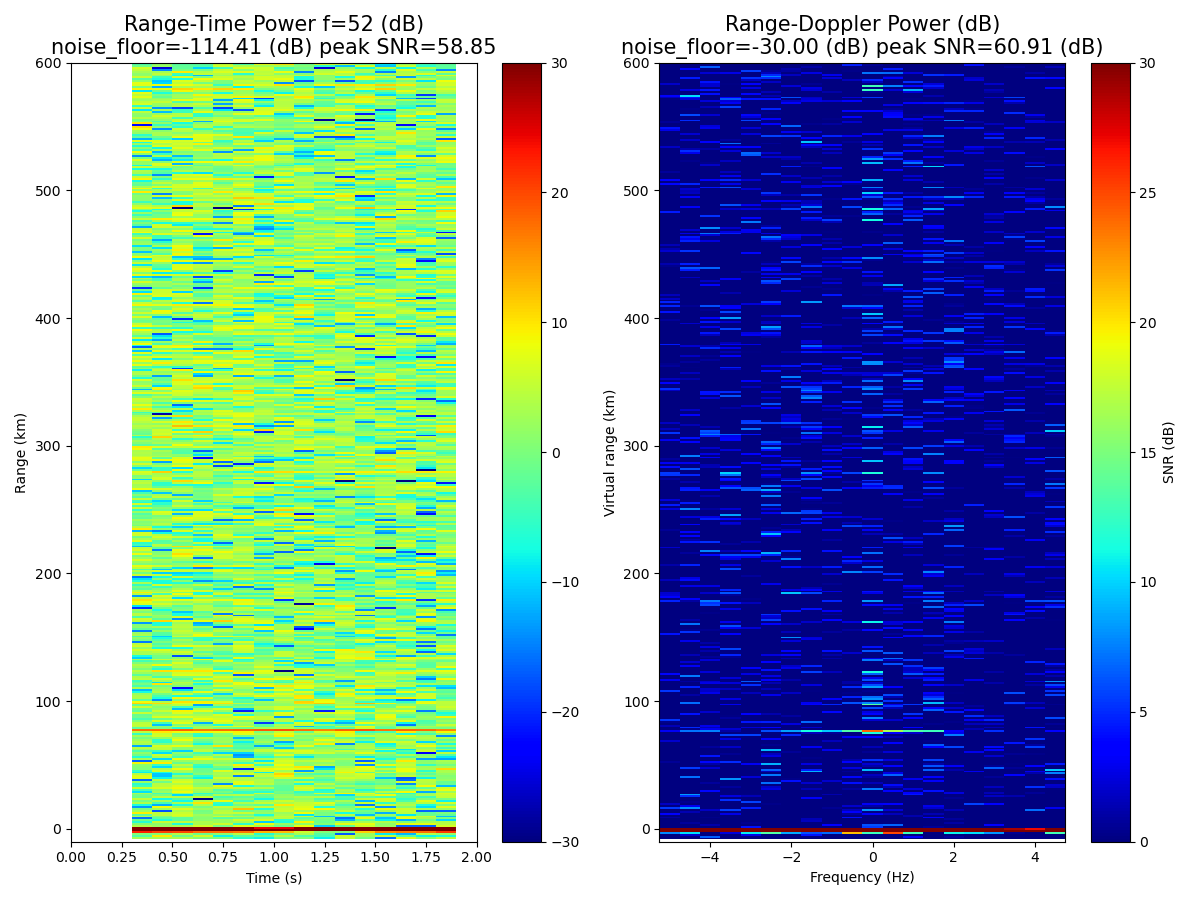 Range-Time Power f=52 (dB)
noise_floor=-114.41 (dB) peak SNR=58.85
600
500
400
300
200
100
0
Range (km)
0.00 0.25 0.50 0.75 1.00 1.25 1.50 1.75 2.00
Time (s)
30
20
10
0
−10
−20
−30
Range-Doppler Power (dB)
noise_floor=-30.00 (dB) peak SNR=60.91 (dB)
600
500
400
300
200
100
0
Virtual range (km)
−4 −2 0 2 4
Frequency (Hz)
30
25
20
15
10
5
0
SNR (dB)